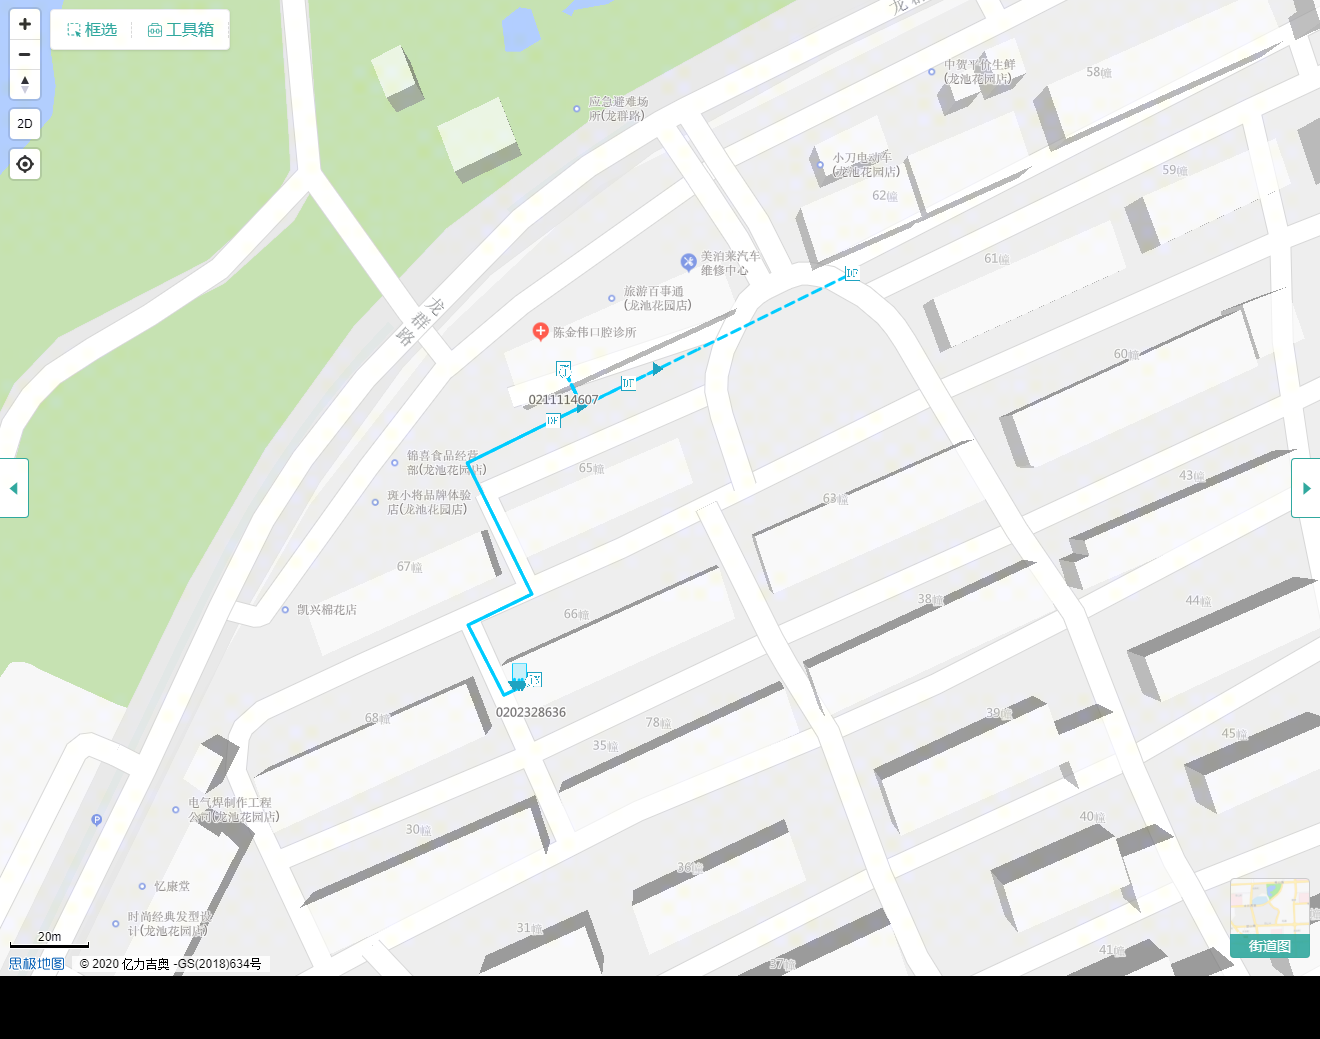 框选
工具箱
2D
龙群
应急避难场
所(龙群路)
中贺平价生鲜
(龙池花园店)
58幢
小刀电动车
(龙池花园店)
62幢
59幢
61幢
美泊莱汽车
维修中心
旅游百事通
(龙池花园店)
陈金伟口腔诊所
龙群路
60幢
0211114607
锦喜食品经营
部(龙池花园店)
斑小将品牌体验
店(龙池花园店)
65幢
63幢
43幢
67幢
66幢
38幢
44幢
凯兴棉花店
0202328636
68幢
78幢
35幢
39幢
45幢
电气焊制作工程
公司(龙池花园店)
P
30幢
40幢
36幢
忆康堂
时尚经典发型设
计(龙池花园店)
31幢
37幢
41幢
街道图
20m
思极地图
© 2020 亿力吉奥 -GS(2018)634号